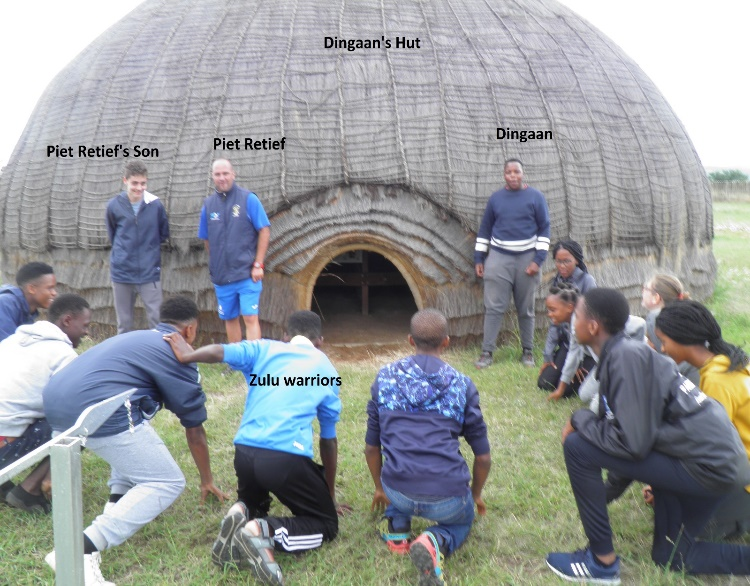 Dingaan's Hut
Dingaan
Piet Retief
Piet Retief's Son
Zulu warriors